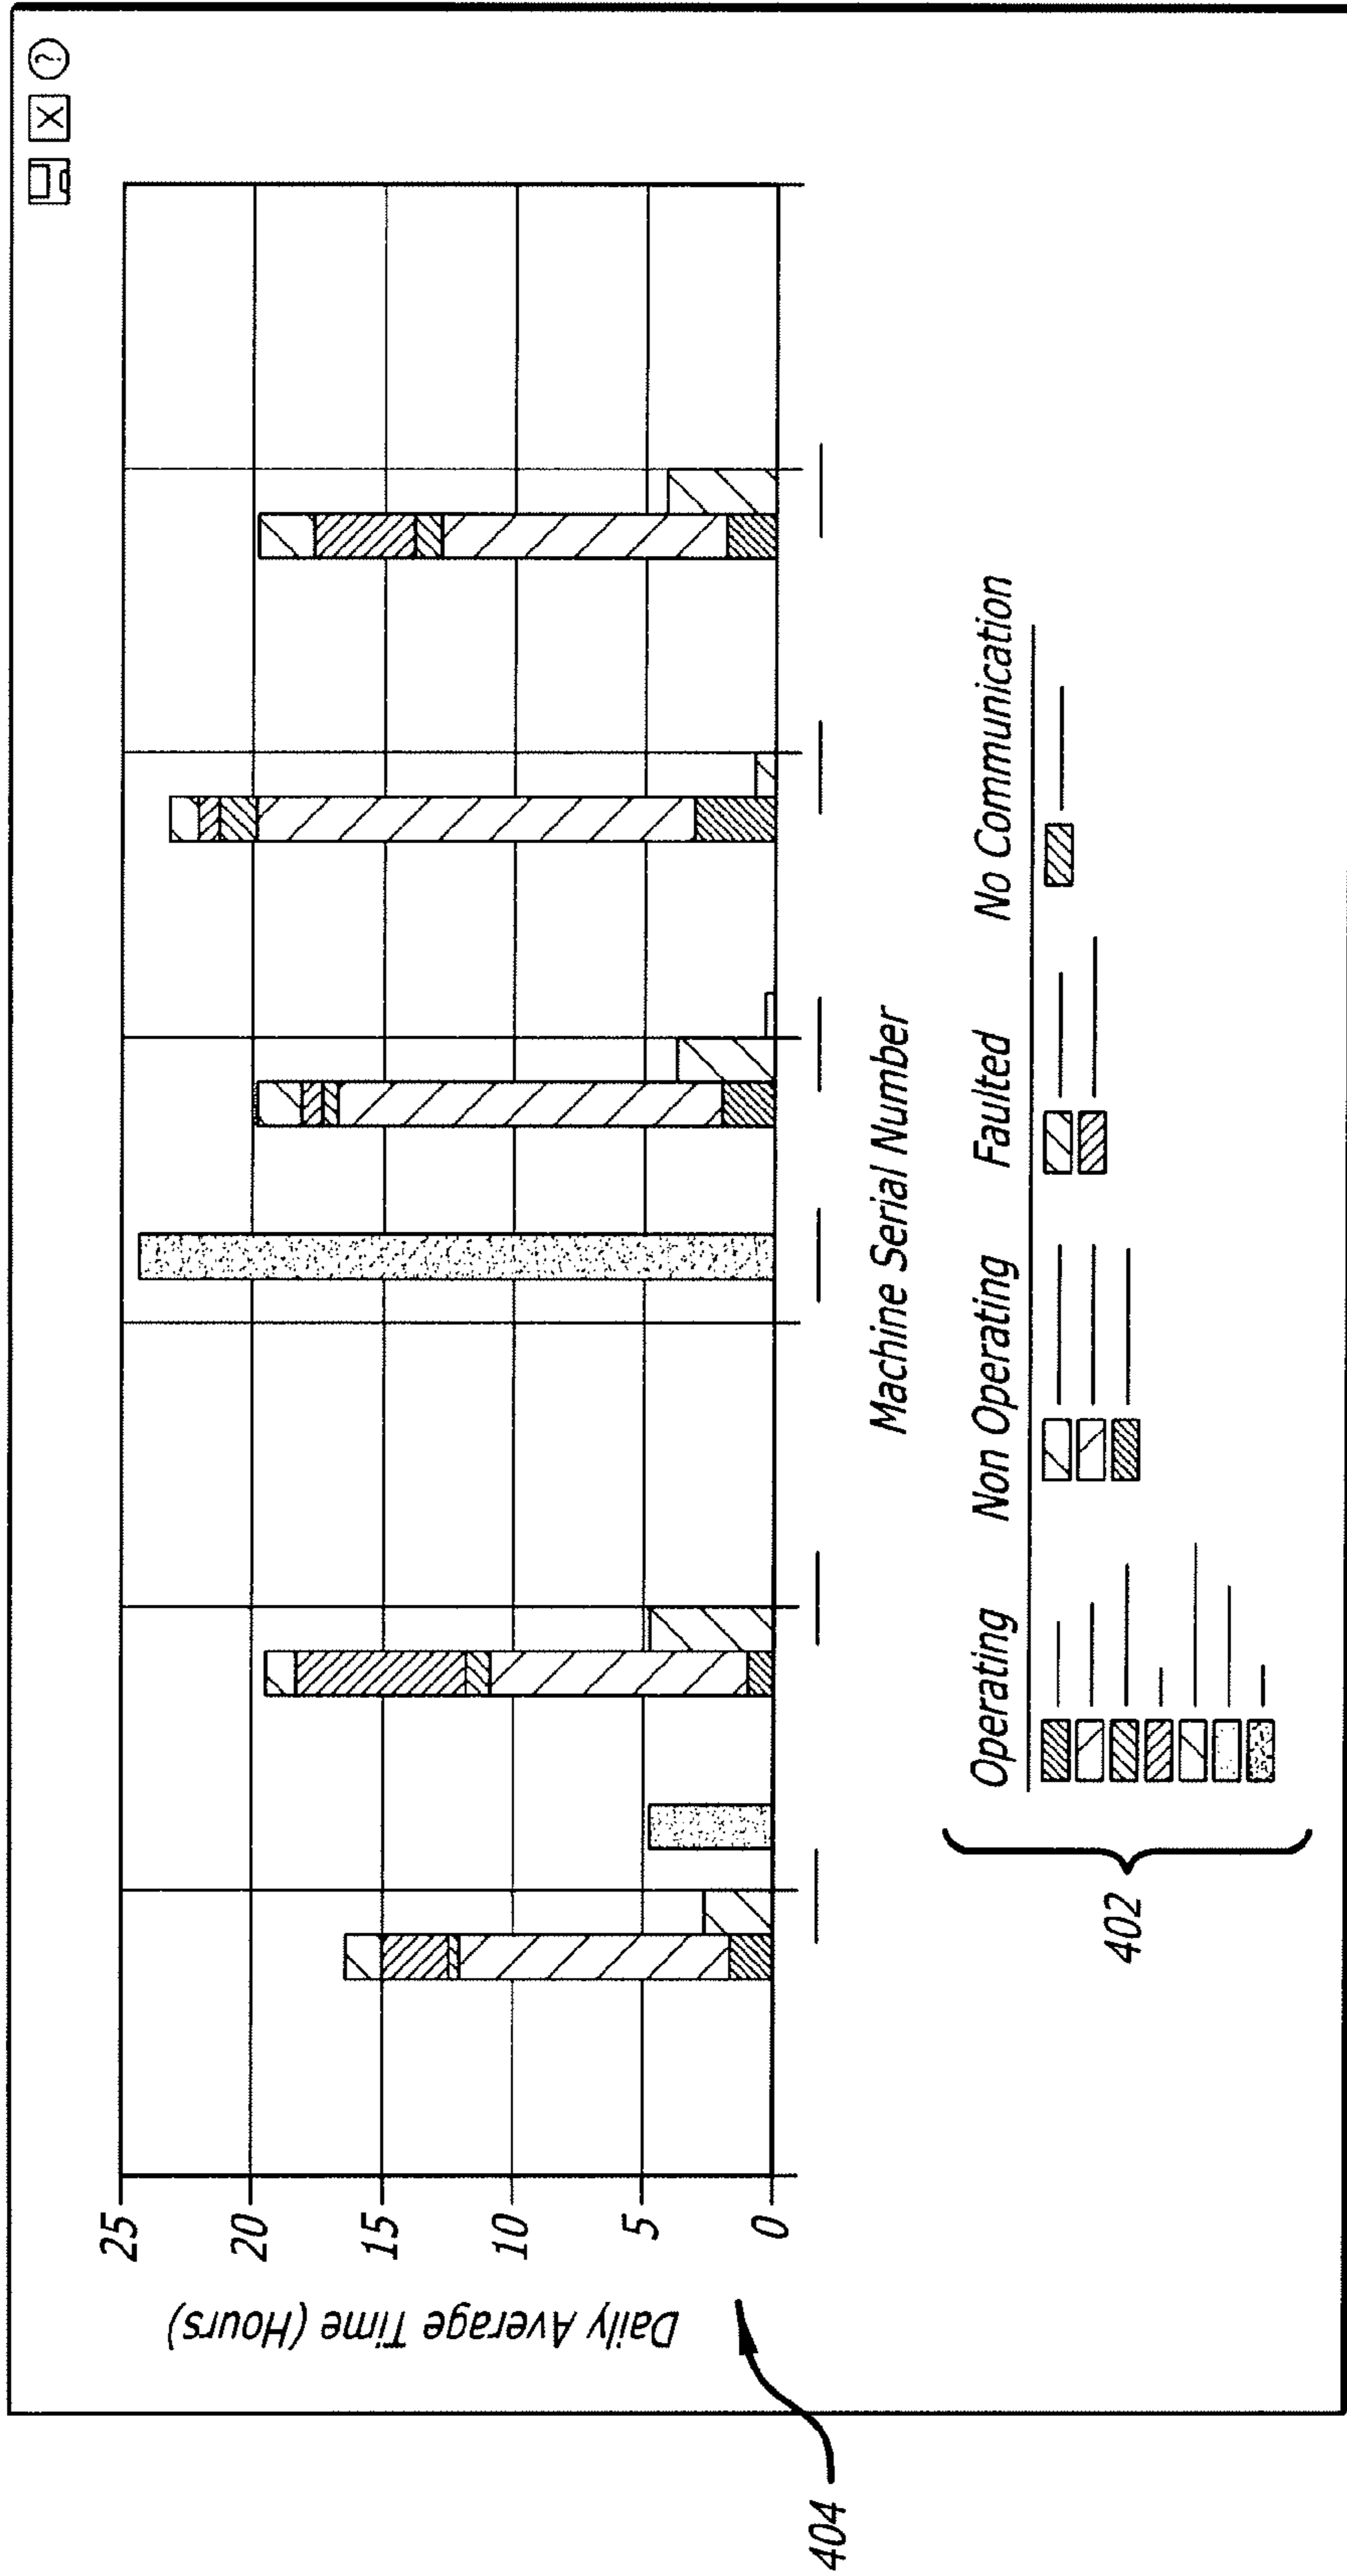 X ?
Daily Average Time (Hours)
25
20
15
10
5
0
404
Machine Serial Number
402
Operating Non Operating Faulted No Communication